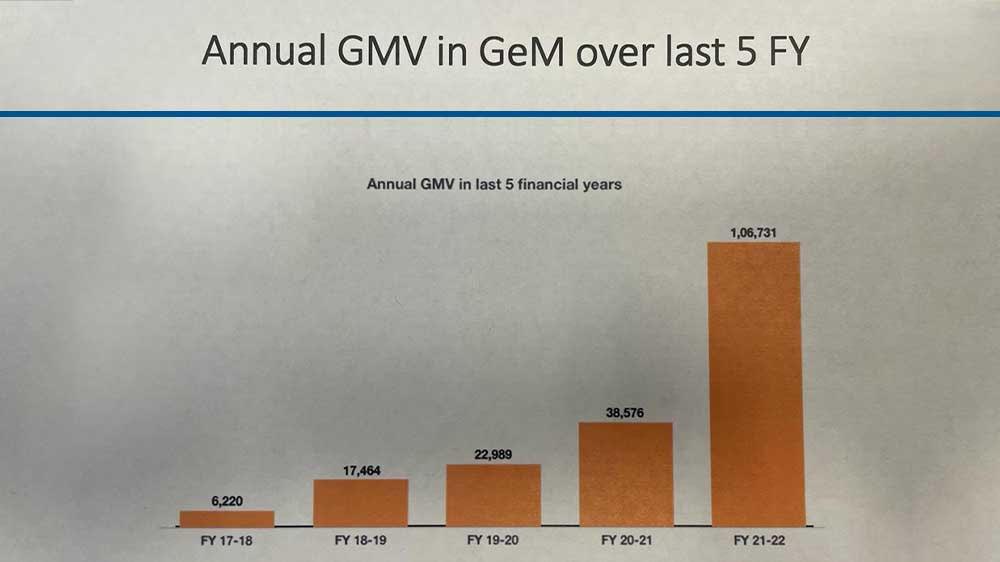 Annual GMV in GeM over last 5 FY
Annual GMV in last 5 financial years
1,06,731
38,576
22,989
17,464
6,220
FY 17-18
FY 18-19
FY 19-20
FY 20-21
FY 21-22